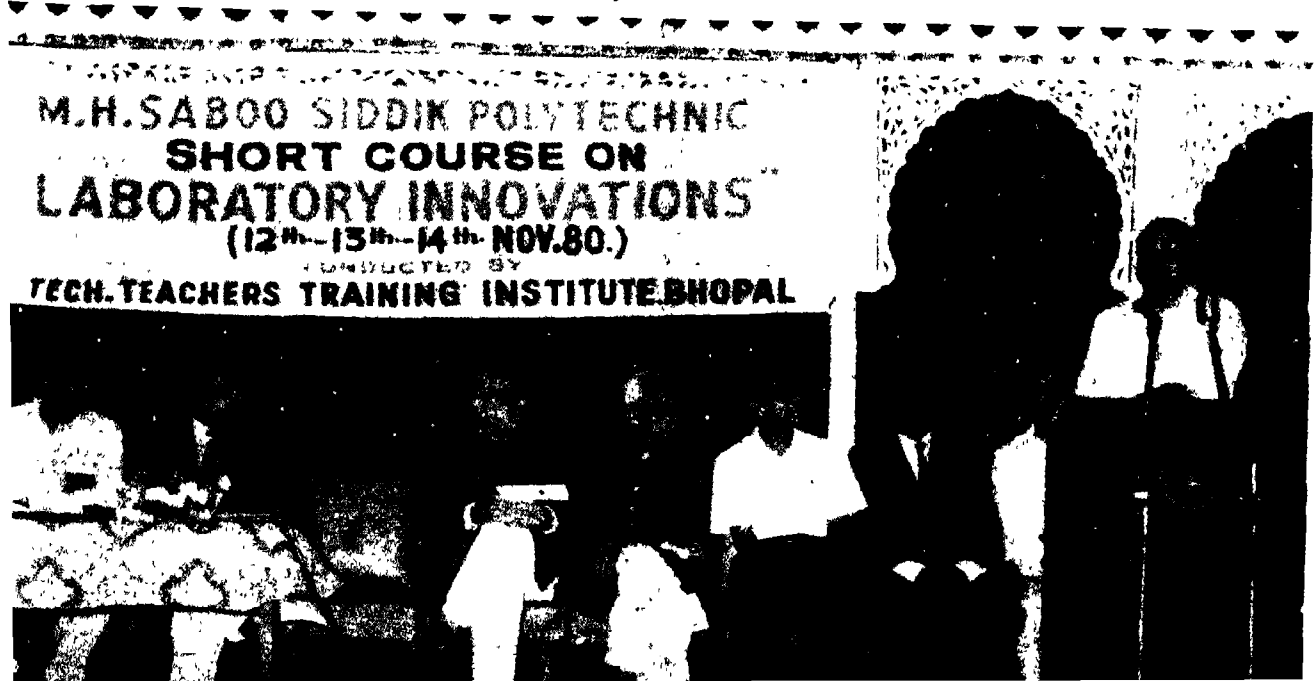 M.H.SABOO SIDDIK POLYTECHNIC
SHORT COURSE ON
LABORATORY INNOVATIONS"
(12th-13th-14th NOV.80.)
CONDUCTED BY
TECH. TEACHERS TRAINING INSTITUTE.BHOPAL